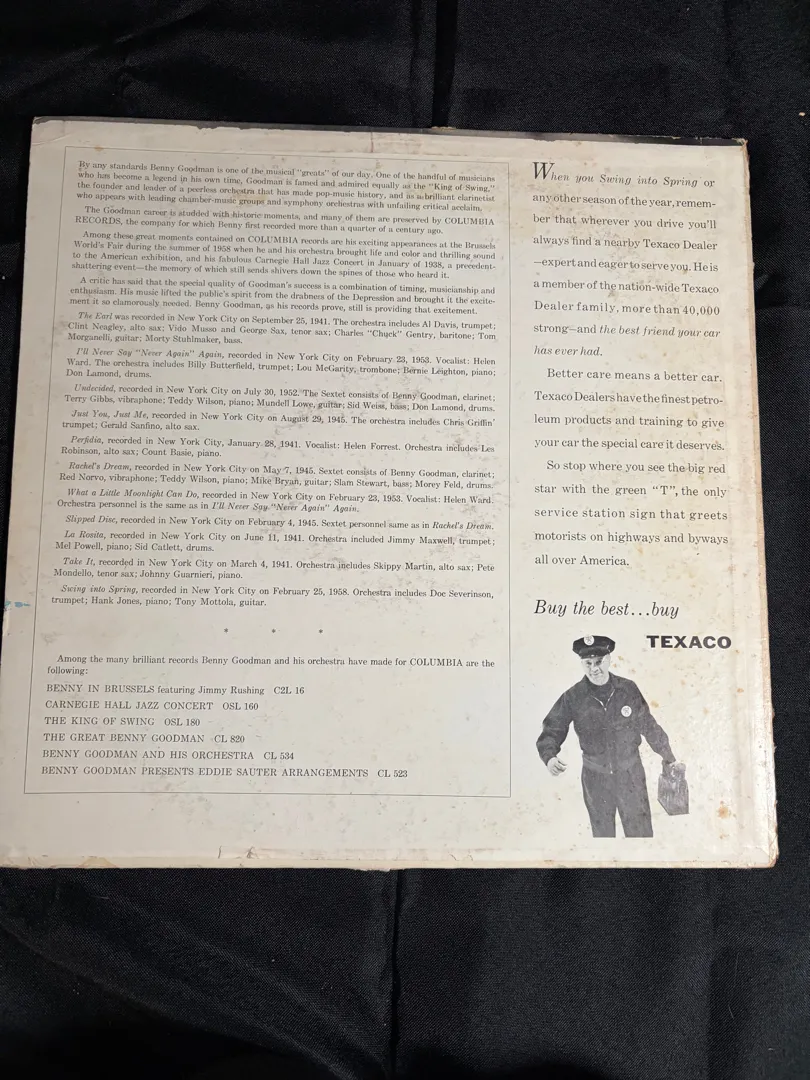 By any standards Benny Goodman is one of the musical "greats" of our day. One of the handful of musicians
who has become a legend in his own time, Goodman is famed and admired equally as the "King of Swing,"
the founder and leader of a peerless orchestra that has made pop-music history, and as a brilliant clarinetist
who appears with leading chamber-music groups and symphony orchestras with unfailing critical acclaim.
The Goodman career is studded with historic moments, and many of them are preserved by COLUMBIA
RECORDS, the company for which Benny first recorded more than a quarter of a century ago.
Among these great moments contained on COLUMBIA records are his exciting appearances at the Brussels
World's Fair during the summer of 1958 when he and his orchestra brought life and color and thrilling sound
to the American exhibition, and his fabulous Carnegie Hall Jazz Concert in January of 1938, a precedent-
shattering event—the memory of which still sends shivers down the spines of those who heard it.
A critic has said that the special quality of Goodman's success is a combination of timing, musicianship and
enthusiasm. His music lifted the public's spirit from the drabness of the Depression and brought it the excite-
ment it so clamorously needed. Benny Goodman, as his records prove, still is providing that excitement.
The Earl was recorded in New York City on September 25, 1941. The orchestra includes Al Davis, trumpet;
Clint Neagley, alto sax; Vido Musso and George Sax, tenor sax; Charles "Chuck" Gentry, baritone; Tom
Morganelli, guitar; Morty Stuhlmaker, bass.
I'll Never Say "Never Again" Again, recorded in New York City on February 23, 1953. Vocalist: Helen
Ward. The orchestra includes Billy Butterfield, trumpet; Lou McGarity, trombone; Bernie Leighton, piano;
Don Lamond, drums.
Undecided, recorded in New York City on July 30, 1952. The Sextet consists of Benny Goodman, clarinet;
Terry Gibbs, vibraphone; Teddy Wilson, piano; Mundell Lowe, guitar; Sid Weiss, bass; Don Lamond, drums.
Just You, Just Me, recorded in New York City on August 29, 1945. The orchestra includes Chris Griffin'
trumpet; Gerald Sanfino, alto sax.
Perfidia, recorded in New York City, January 28, 1941. Vocalist: Helen Forrest. Orchestra includes Les
Robinson, alto sax; Count Basie, piano.
Rachel's Dream, recorded in New York City on May 7, 1945. Sextet consists of Benny Goodman, clarinet;
Red Norvo, vibraphone; Teddy Wilson, piano; Mike Bryan, guitar; Slam Stewart, bass; Morey Feld, drums.
What a Little Moonlight Can Do, recorded in New York City on February 23, 1953. Vocalist: Helen Ward.
Orchestra personnel is the same as in I'll Never Say "Never Again" Again.
Slipped Disc, recorded in New York City on February 4, 1945. Sextet personnel same as in Rachel's Dream.
La Rosita, recorded in New York City on June 11, 1941. Orchestra included Jimmy Maxwell, trumpet;
Mel Powell, piano; Sid Catlett, drums.
Take It, recorded in New York City on March 4, 1941. Orchestra includes Skippy Martin, alto sax; Pete
Mondello, tenor sax; Johnny Guarnieri, piano.
Swing into Spring, recorded in New York City on February 25, 1958. Orchestra includes Doc Severinson,
trumpet; Hank Jones, piano; Tony Mottola, guitar.
* * *
Among the many brilliant records Benny Goodman and his orchestra have made for COLUMBIA are the
following:
BENNY IN BRUSSELS featuring Jimmy Rushing C2L 16
CARNEGIE HALL JAZZ CONCERT OSL 160
THE KING OF SWING OSL 180
THE GREAT BENNY GOODMAN CL 820
BENNY GOODMAN AND HIS ORCHESTRA CL 534
BENNY GOODMAN PRESENTS EDDIE SAUTER ARRANGEMENTS CL 523
When you Swing into Spring or
any other season of the year, remem-
ber that wherever you drive you'll
always find a nearby Texaco Dealer
—expert and eager to serve you. He is
a member of the nation-wide Texaco
Dealer family, more than 40,000
strong—and the best friend your car
has ever had.
Better care means a better car.
Texaco Dealers have the finest petro-
leum products and training to give
your car the special care it deserves.
So stop where you see the big red
star with the green "T", the only
service station sign that greets
motorists on highways and byways
all over America.
Buy the best...buy
TEXACO